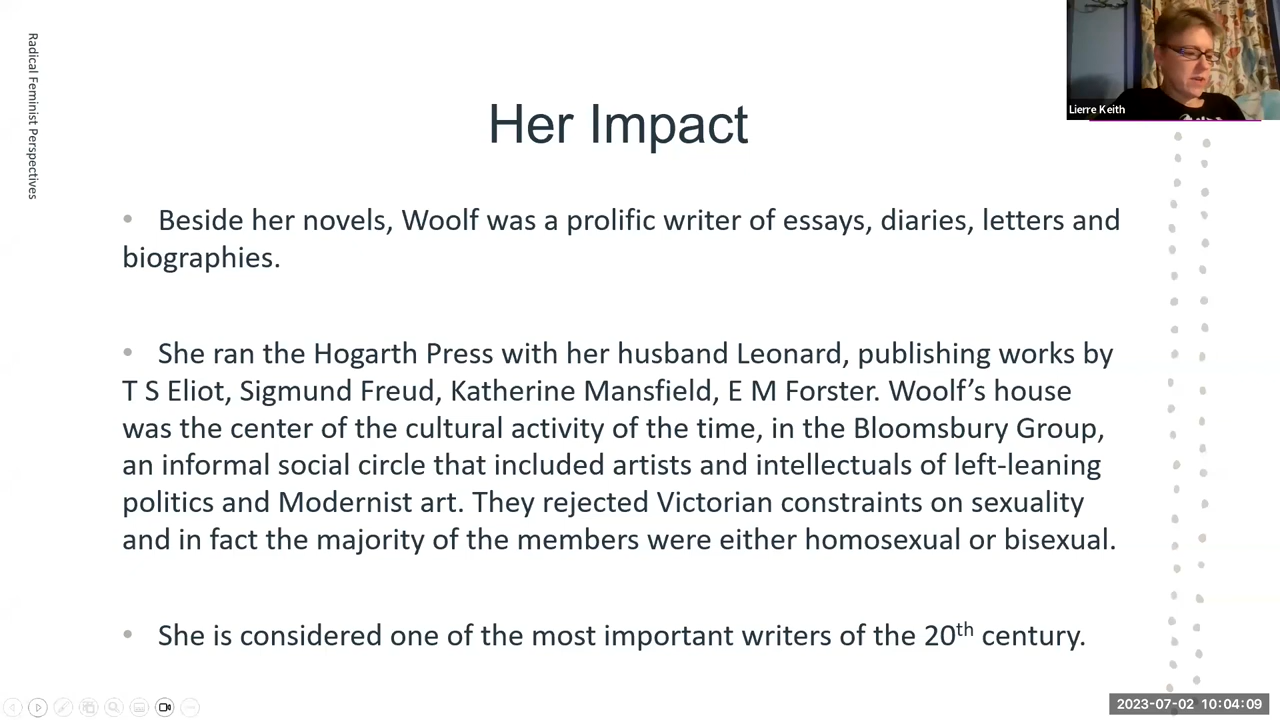 Radical Feminist Perspectives
Lierre Keith
Her Impact
• Beside her novels, Woolf was a prolific writer of essays, diaries, letters and
biographies.
• She ran the Hogarth Press with her husband Leonard, publishing works by
T S Eliot, Sigmund Freud, Katherine Mansfield, E M Forster. Woolf’s house
was the center of the cultural activity of the time, in the Bloomsbury Group,
an informal social circle that included artists and intellectuals of left-leaning
politics and Modernist art. They rejected Victorian constraints on sexuality
and in fact the majority of the members were either homosexual or bisexual.
• She is considered one of the most important writers of the 20th century.
2023-07-02 10:04:09